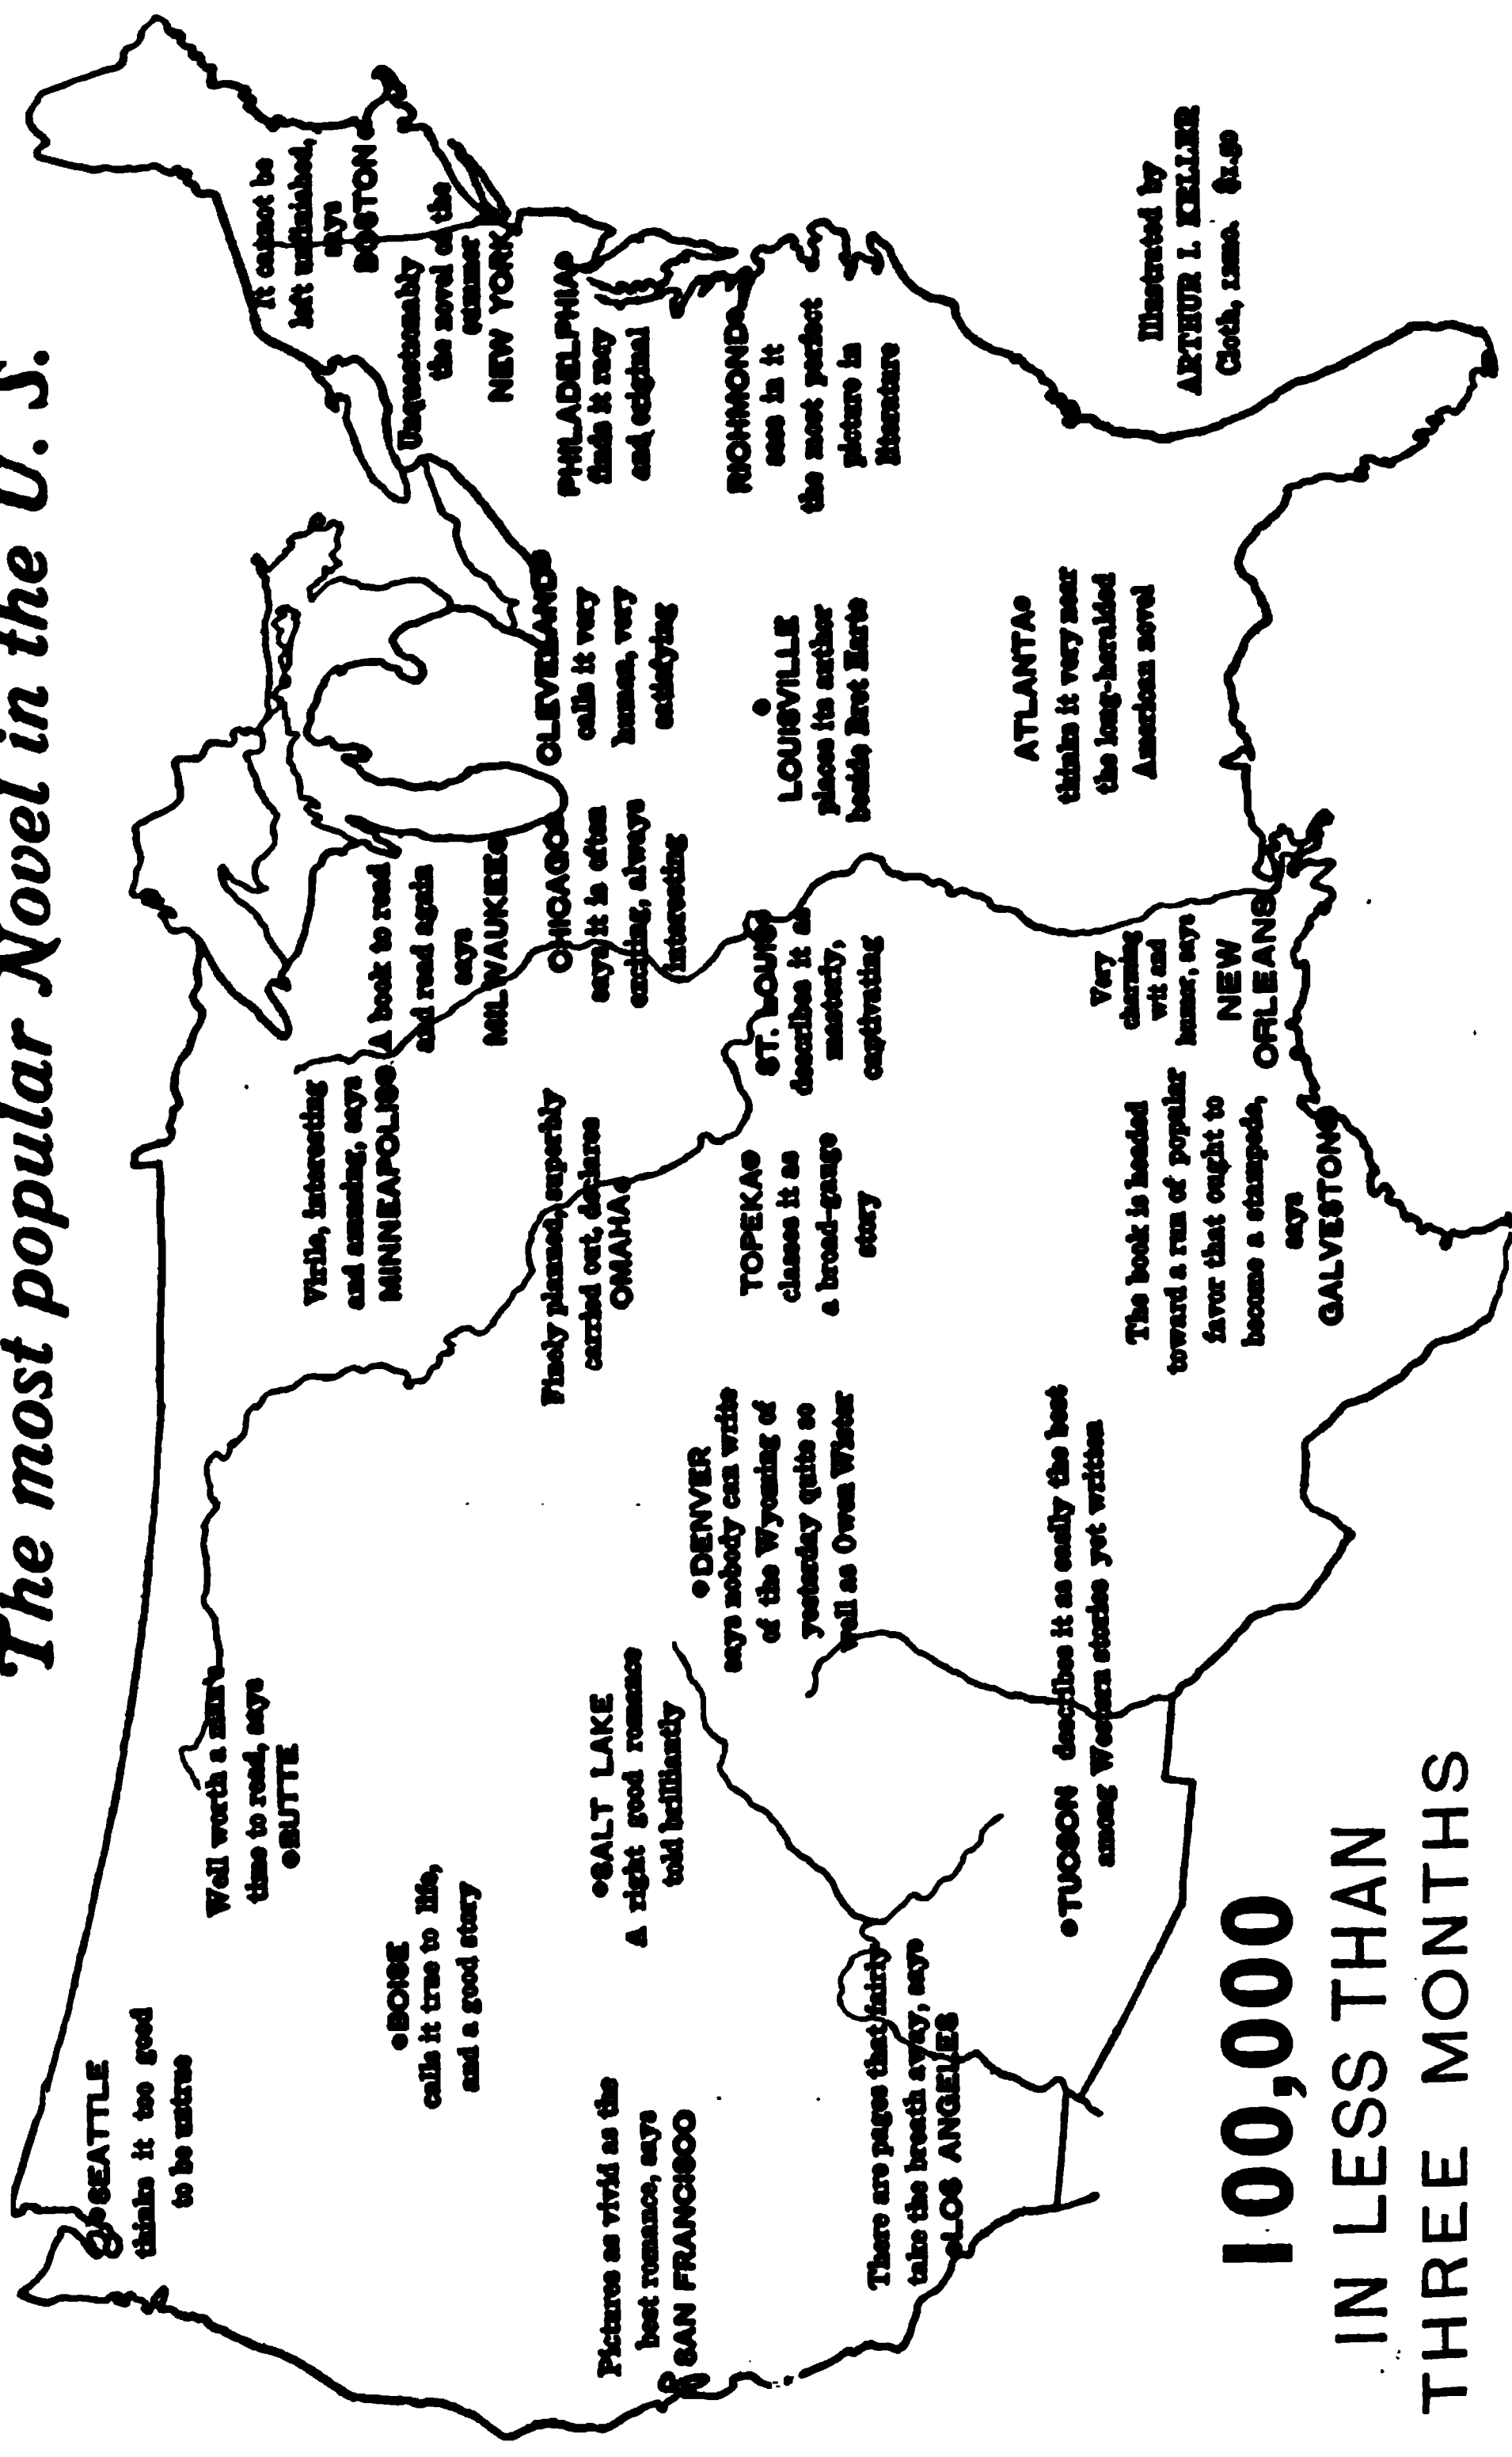 The most popular Novel in the U. S.
SEATTLE
thinks it too good
to be missed
Well worth a man's
time to read, says
BUTTE
BOISE
calls it true to life
and a good story
Pictures as vivid as the
best romance, says
SAN FRANCISCO
SALT LAKE
A right good romance
told brilliantly
There are pages that fairly
take the breath away, says
LOS ANGELES
DENVER
says nobody can write
of the Wyoming of
yesterday quite so
well as Owen Wister
TUCSON describes it as easily the best
among Western stories yet written
Virile, interesting
and amusing, says
MINNEAPOLIS
Finely planned, superbly
carried out, declares
OMAHA
TOPEKA
classes it as
A broad-gauge
story
The book is headed
toward a run of popular
favor that ought to
become a stampede,
says
GALVESTON
A book to read
and read again
says
MILWAUKEE
CHICAGO
says it is often
exciting, always
interesting
ST. LOUIS
describes it as
masterly,
captivating
Very
charming
wit and
humor, says
NEW
ORLEANS
CLEVELAND
calls it very
human, very
satisfying
LOUISVILLE
places its author
beside Bret Harte
ATLANTA
thinks it very near
the long-heralded
American novel
It cannot be
left unfinished,
says
BOSTON
Unquestionably
the novel of the
season
NEW YORK
PHILADELPHIA
finds it racy
and original
RICHMOND
sees in it
the most perfect
picture in
literature
Illustrated by
ARTHUR I. KELLER
Cloth, 12mo. $1.50
100,000
IN LESS THAN
THREE MONTHS